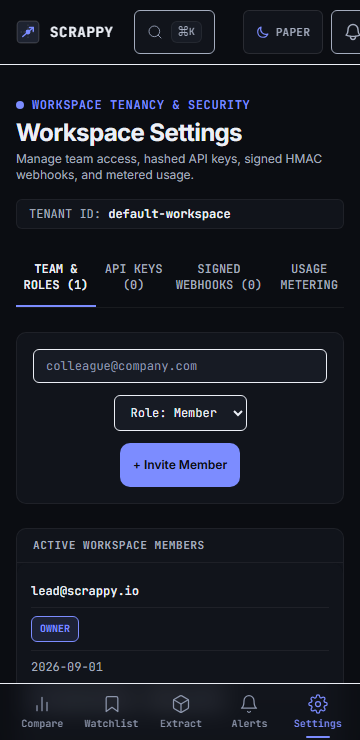 SCRAPPY
⌘K
PAPER
WORKSPACE TENANCY & SECURITY
Workspace Settings
Manage team access, hashed API keys, signed HMAC
webhooks, and metered usage.
TENANT ID: default-workspace
TEAM &
ROLES (1)
API KEYS
(0)
SIGNED
WEBHOOKS (0)
USAGE
METERING
colleague@company.com
Role: Member
+ Invite Member
ACTIVE WORKSPACE MEMBERS
lead@scrappy.io
OWNER
2026-09-01
Compare
Watchlist
Extract
Alerts
Settings